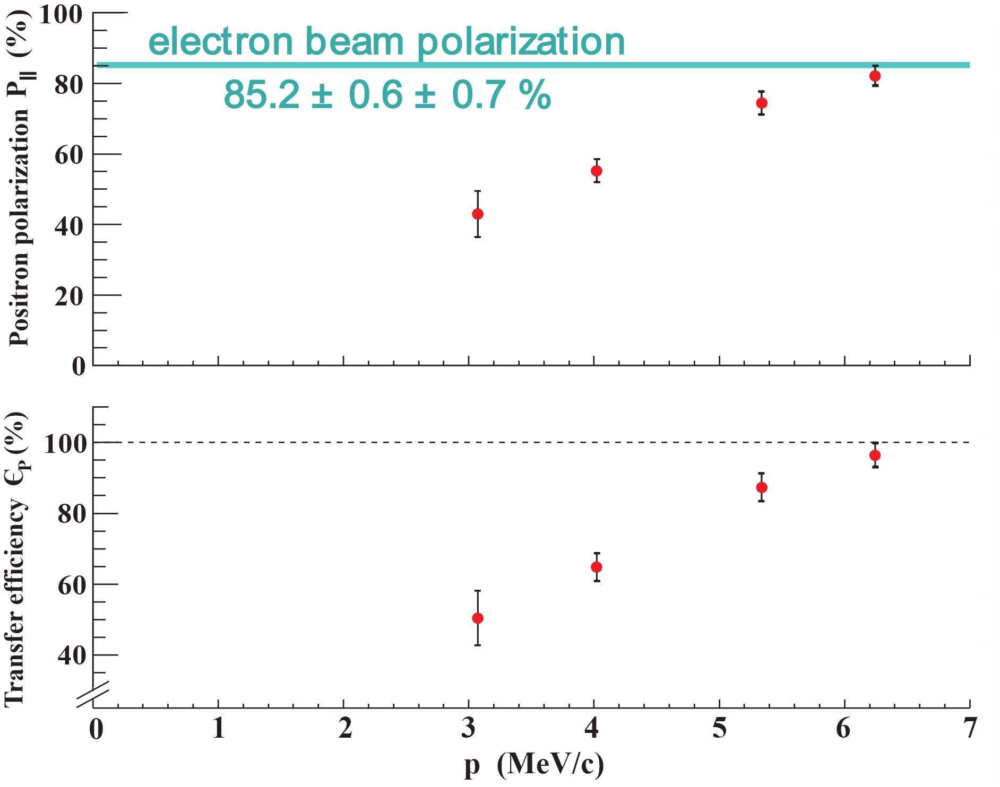 Positron polarization P∥ (%)
100
80
60
40
20
0
electron beam polarization
85.2 ± 0.6 ± 0.7 %
Transfer efficiency ЄP (%)
100
80
60
40
0 1 2 3 4 5 6 7
p (MeV/c)